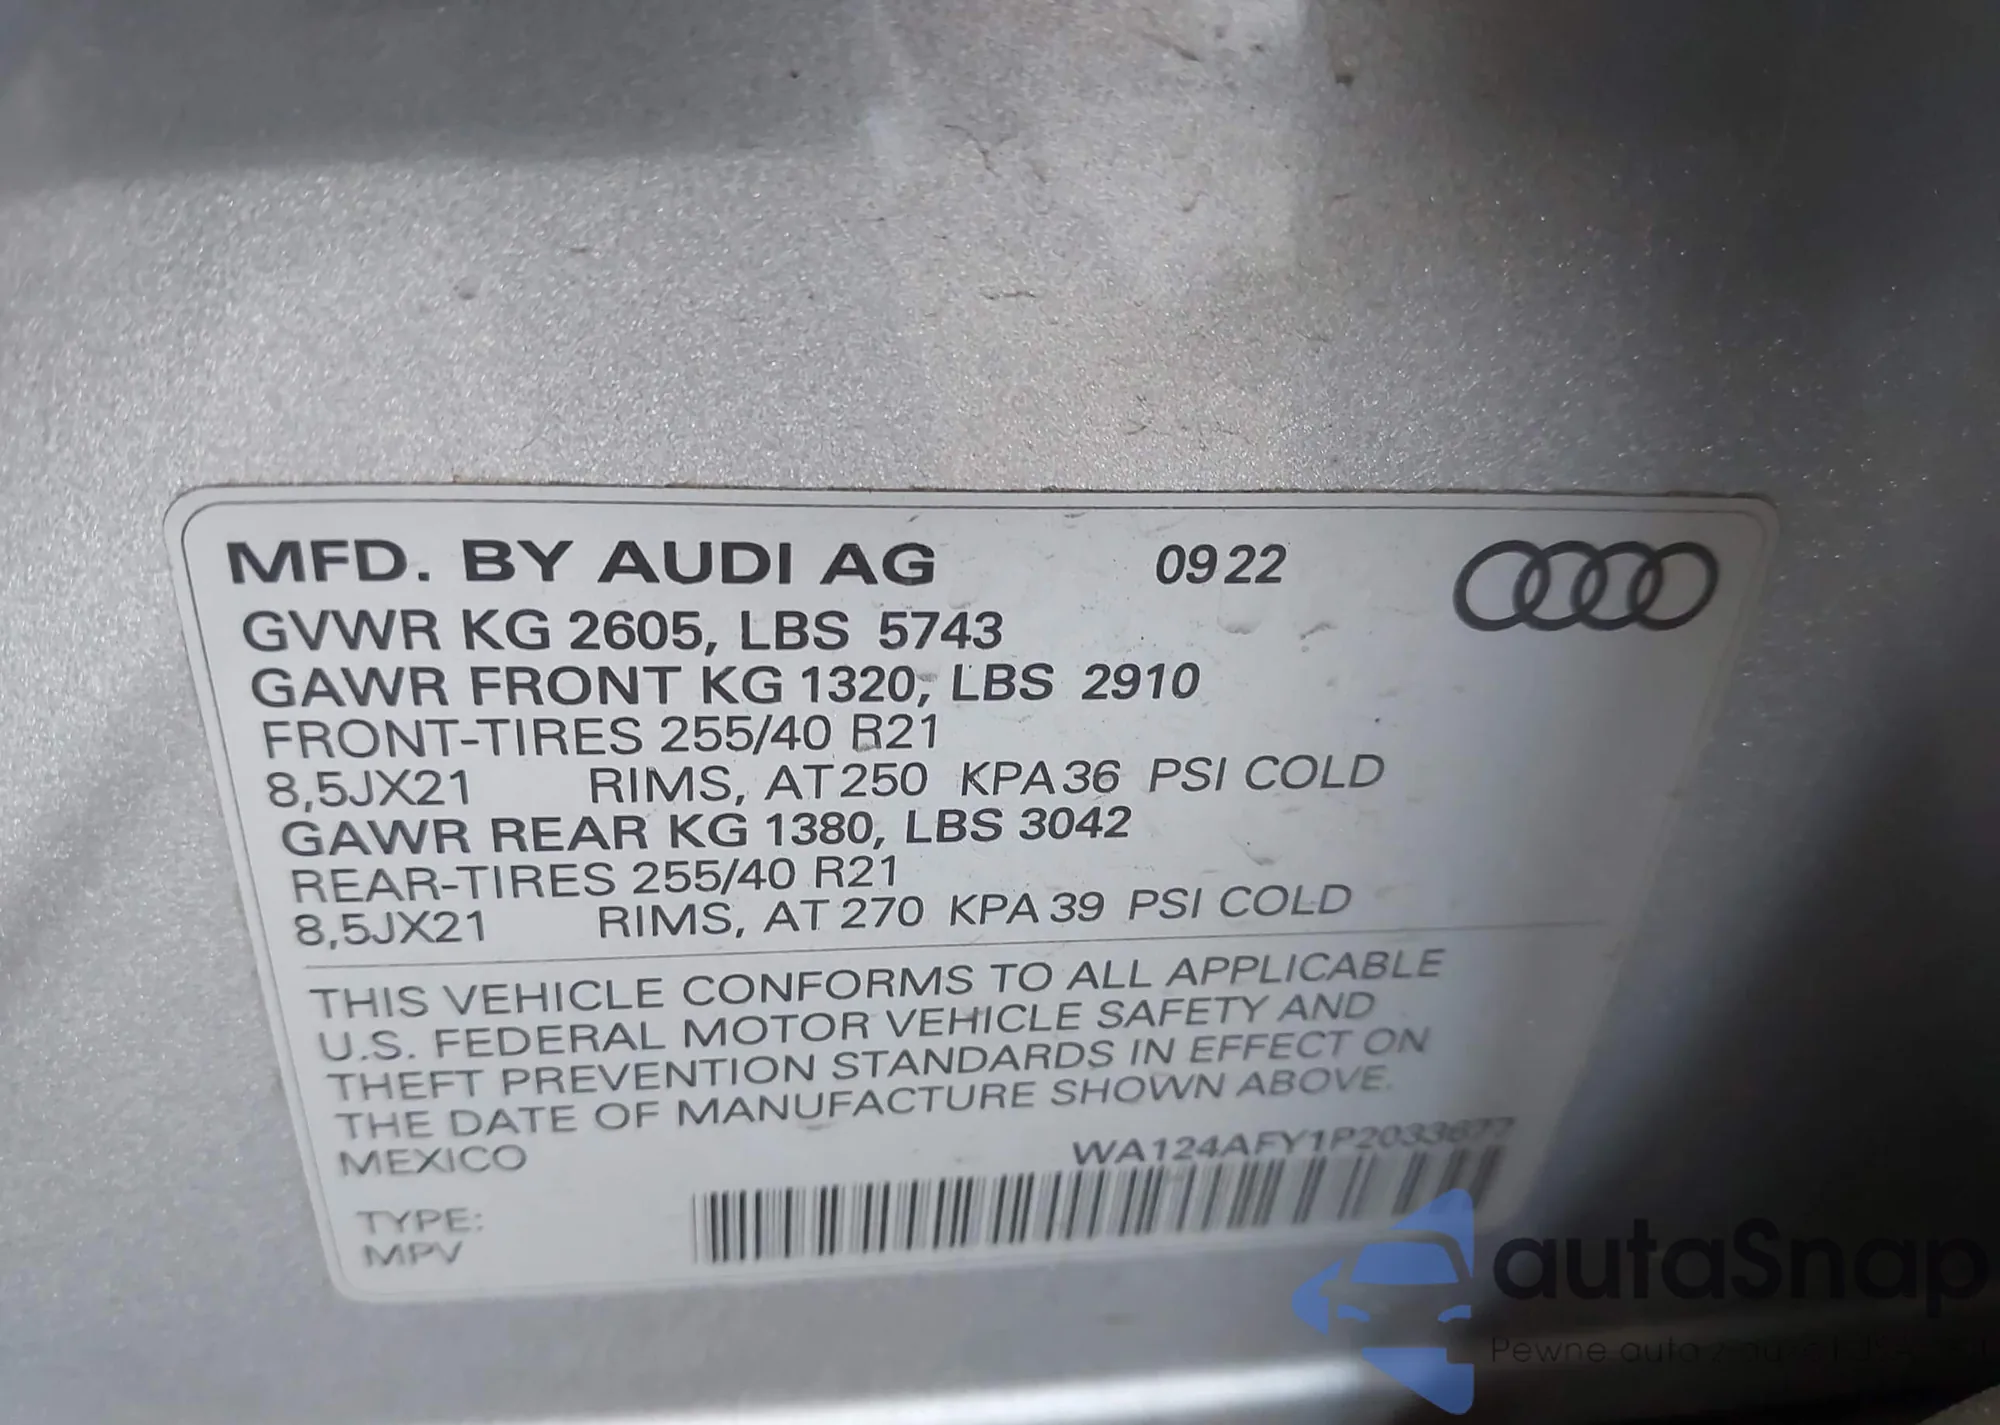 MFD. BY AUDI AG 0922
GVWR KG 2605, LBS 5743
GAWR FRONT KG 1320, LBS 2910
FRONT-TIRES 255/40 R21
8,5JX21 RIMS, AT 250 KPA 36 PSI COLD
GAWR REAR KG 1380, LBS 3042
REAR-TIRES 255/40 R21
8,5JX21 RIMS, AT 270 KPA 39 PSI COLD
THIS VEHICLE CONFORMS TO ALL APPLICABLE
U.S. FEDERAL MOTOR VEHICLE SAFETY AND
THEFT PREVENTION STANDARDS IN EFFECT ON
THE DATE OF MANUFACTURE SHOWN ABOVE.
MEXICO WA124AFY1P2033677
TYPE:
MPV
autaSnap
Pewne auta z